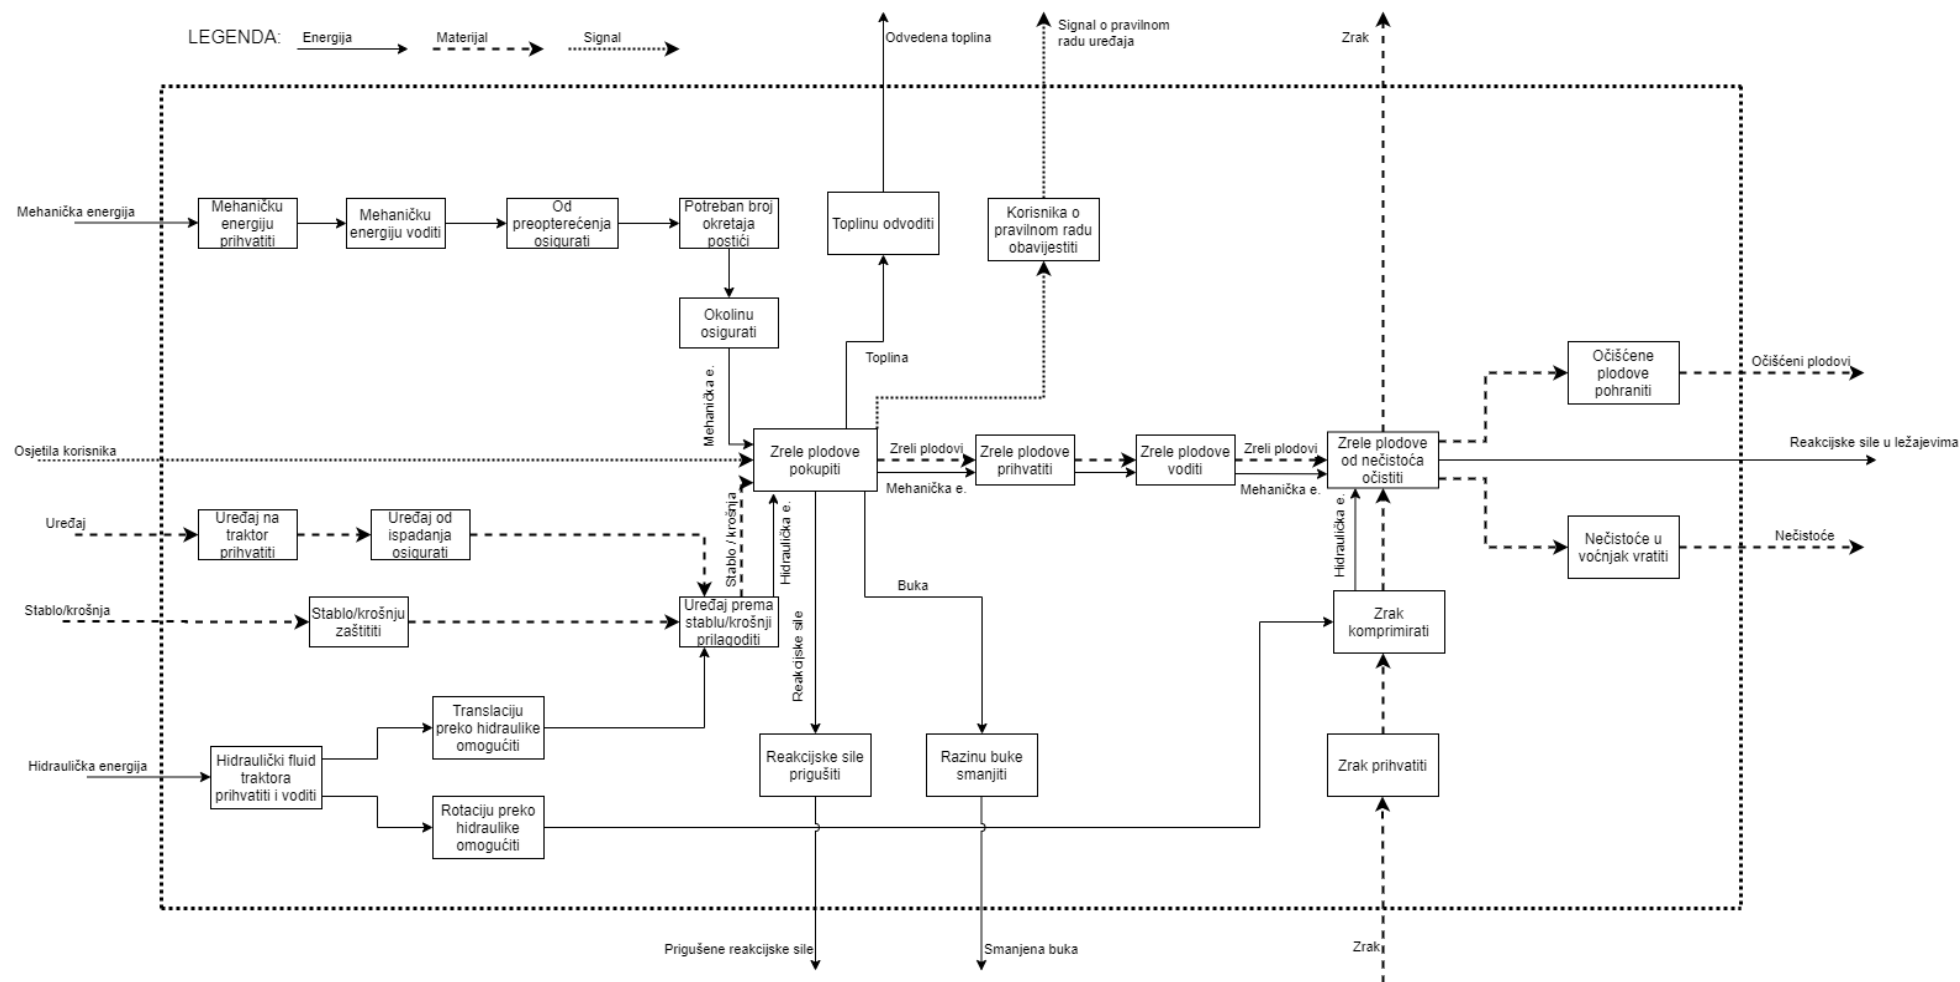 LEGENDA:
Energija
Materijal
Signal
Odvedena toplina
Signal o pravilnom
radu uređaja
Zrak
Mehanička energija
Mehaničku
energiju
prihvatiti
Mehaničku
energiju voditi
Od
preopterećenja
osigurati
Potreban broj
okretaja
postići
Toplinu odvoditi
Korisnika o
pravilnom radu
obavijestiti
Okolinu
osigurati
Toplina
Mehanička e.
Očišćene
plodove
pohraniti
Očišćeni plodovi
Osjetila korisnika
Zrele plodove
pokupiti
Zreli plodovi
Mehanička e.
Zrele plodove
prihvatiti
Zrele plodove
voditi
Zreli plodovi
Mehanička e.
Zrele plodove
od nečistoća
očistiti
Reakcijske sile u ležajevima
Uređaj
Uređaj na
traktor
prihvatiti
Uređaj od
ispadanja
osigurati
Stablo / krošnja
Hidraulička e.
Hidraulička e.
Nečistoće u
voćnjak vratiti
Nečistoće
Stablo/krošnja
Stablo/krošnju
zaštititi
Uređaj prema
stablu/krošnji
prilagoditi
Reakcijske sile
Buka
Zrak
komprimirati
Translaciju
preko hidraulike
omogućiti
Hidraulička energija
Hidraulički fluid
traktora
prihvatiti i voditi
Reakcijske sile
prigušiti
Razinu buke
smanjiti
Zrak prihvatiti
Rotaciju preko
hidraulike
omogućiti
Prigušene reakcijske sile
Smanjena buka
Zrak